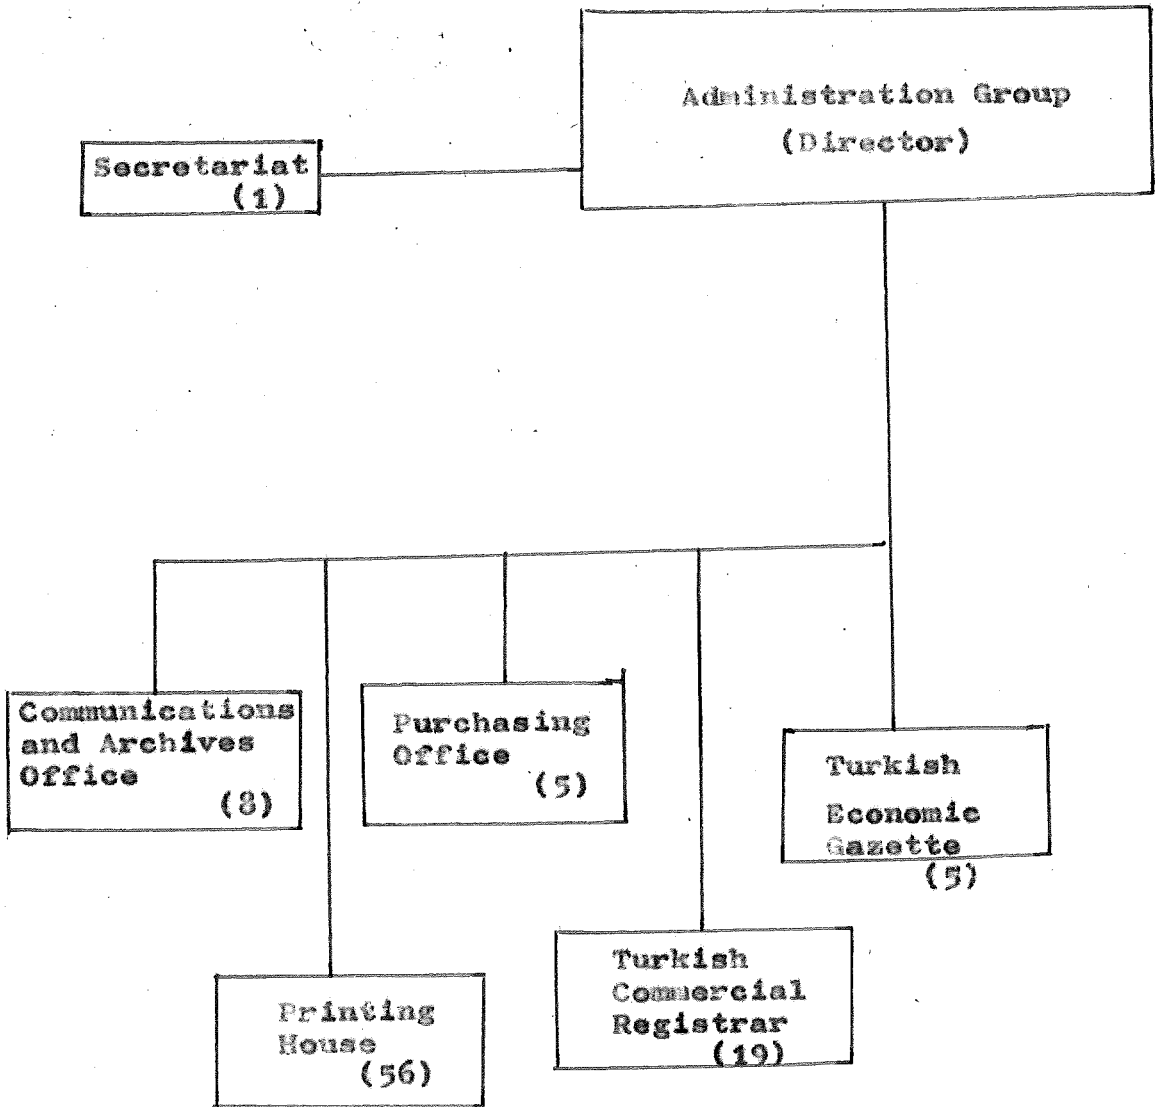 Administration Group
(Director)
Secretariat
(1)
Communications
and Archives
Office
(8)
Purchasing
Office
(5)
Turkish
Economic
Gazette
(5)
Printing
House
(56)
Turkish
Commercial
Registrar
(19)